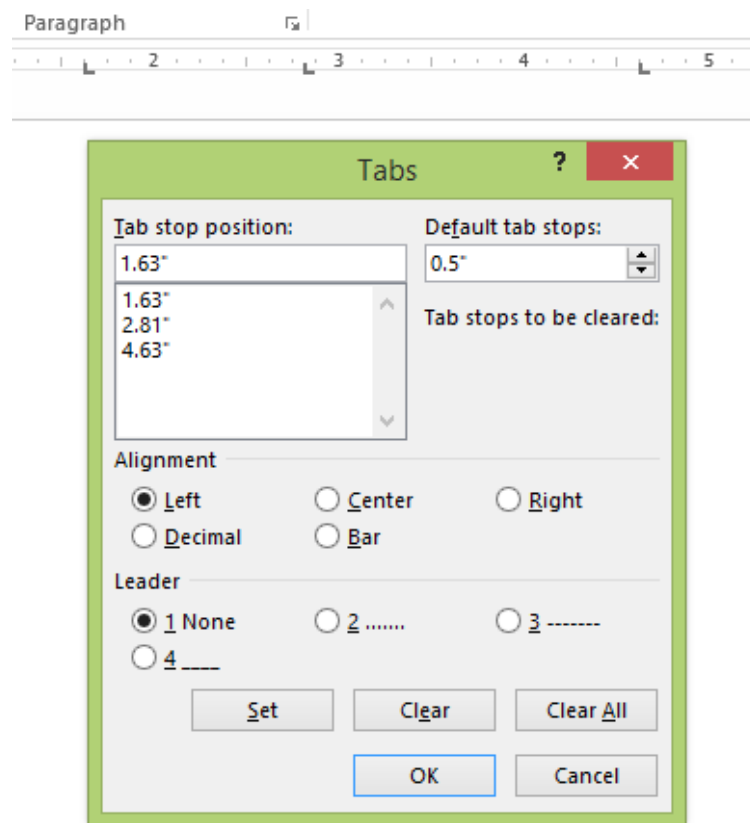 Paragraph
2 3 4 5
Tabs ? ×
Tab stop position: Default tab stops:
1.63" 0.5"
1.63" Tab stops to be cleared:
2.81"
4.63"
Alignment
Left Center Right
Decimal Bar
Leader
1 None 2 ....... 3 -------
4 ____
Set Clear Clear All
OK Cancel